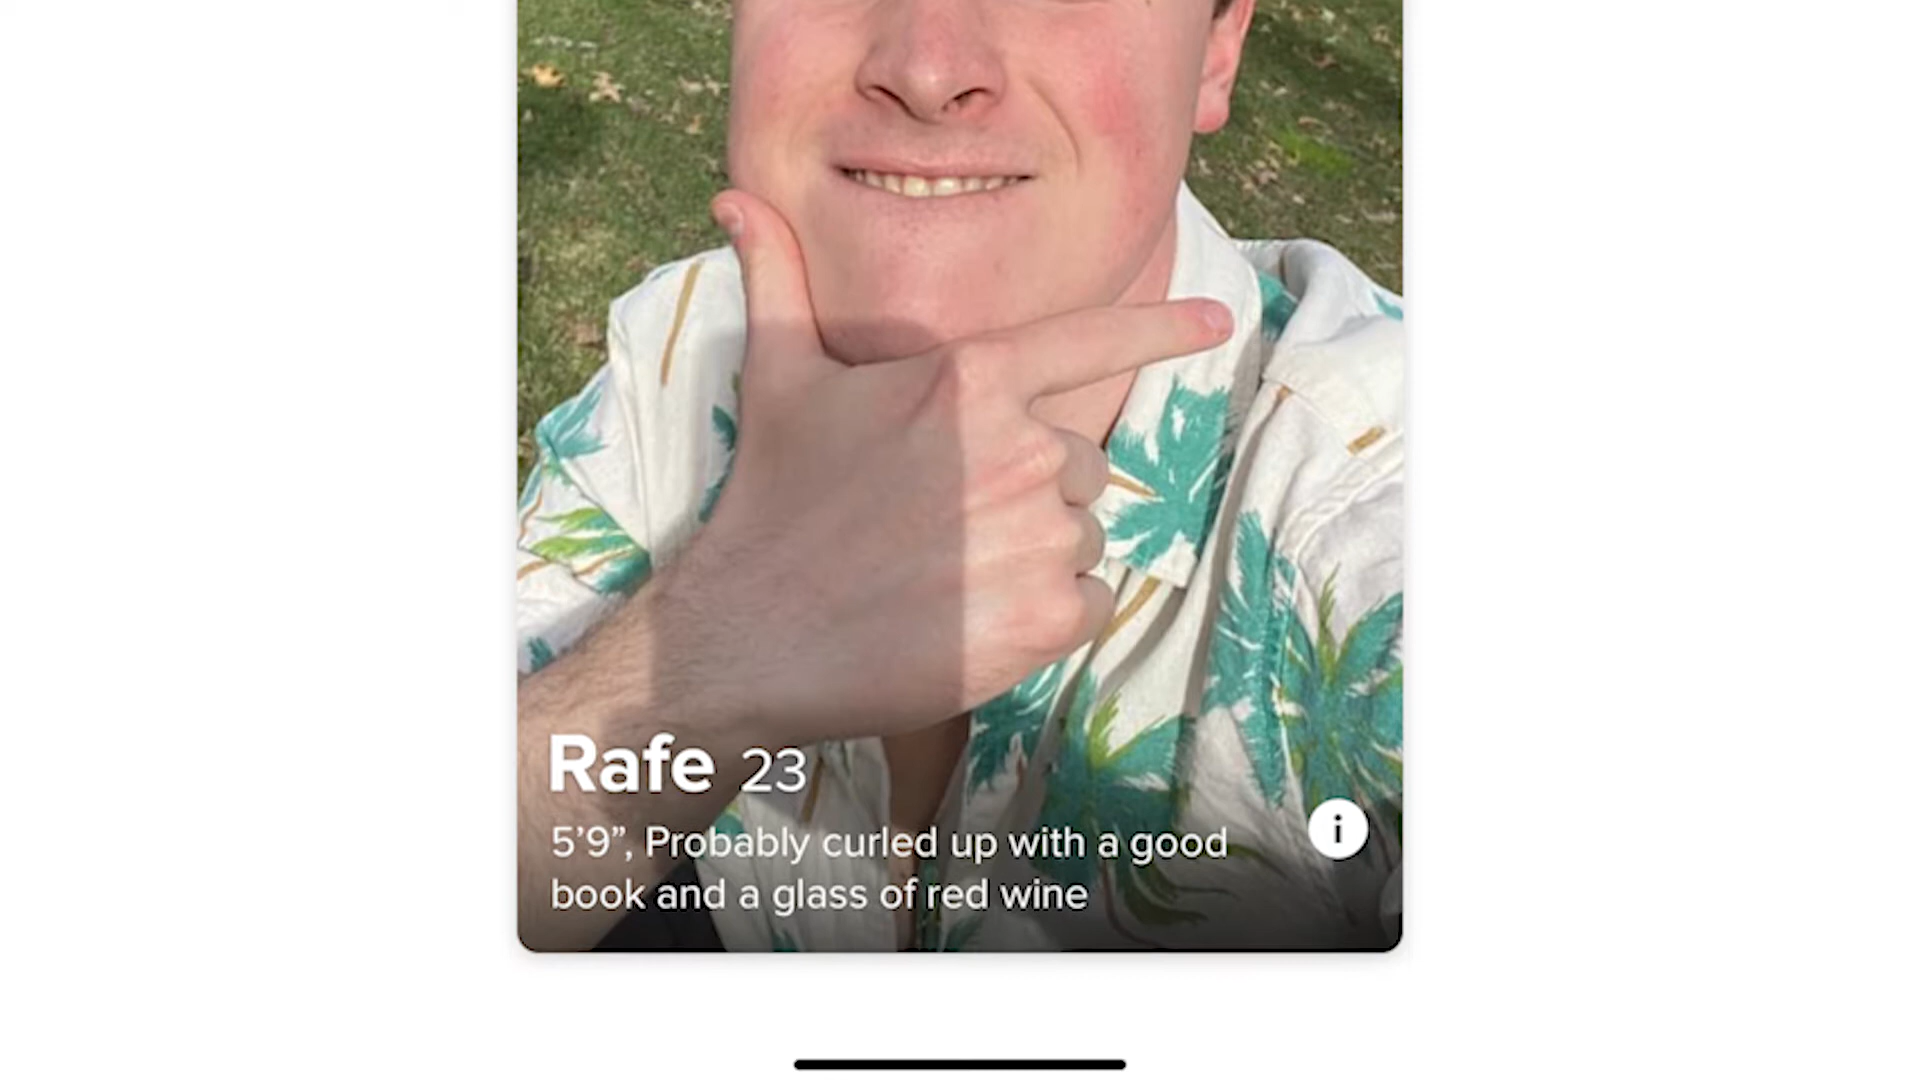 Rafe 23
5’9”, Probably curled up with a good
book and a glass of red wine